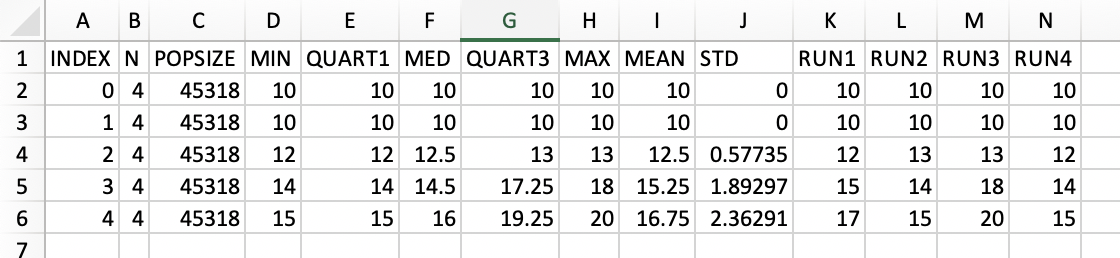 A B C D E F G H I J K L M N
1 INDEX N POPSIZE MIN QUART1 MED QUART3 MAX MEAN STD RUN1 RUN2 RUN3 RUN4
2 0 4 45318 10 10 10 10 10 10 0 10 10 10 10
3 1 4 45318 10 10 10 10 10 10 0 10 10 10 10
4 2 4 45318 12 12 12.5 13 13 12.5 0.57735 12 13 13 12
5 3 4 45318 14 14 14.5 17.25 18 15.25 1.89297 15 14 18 14
6 4 4 45318 15 15 16 19.25 20 16.75 2.36291 17 15 20 15
7